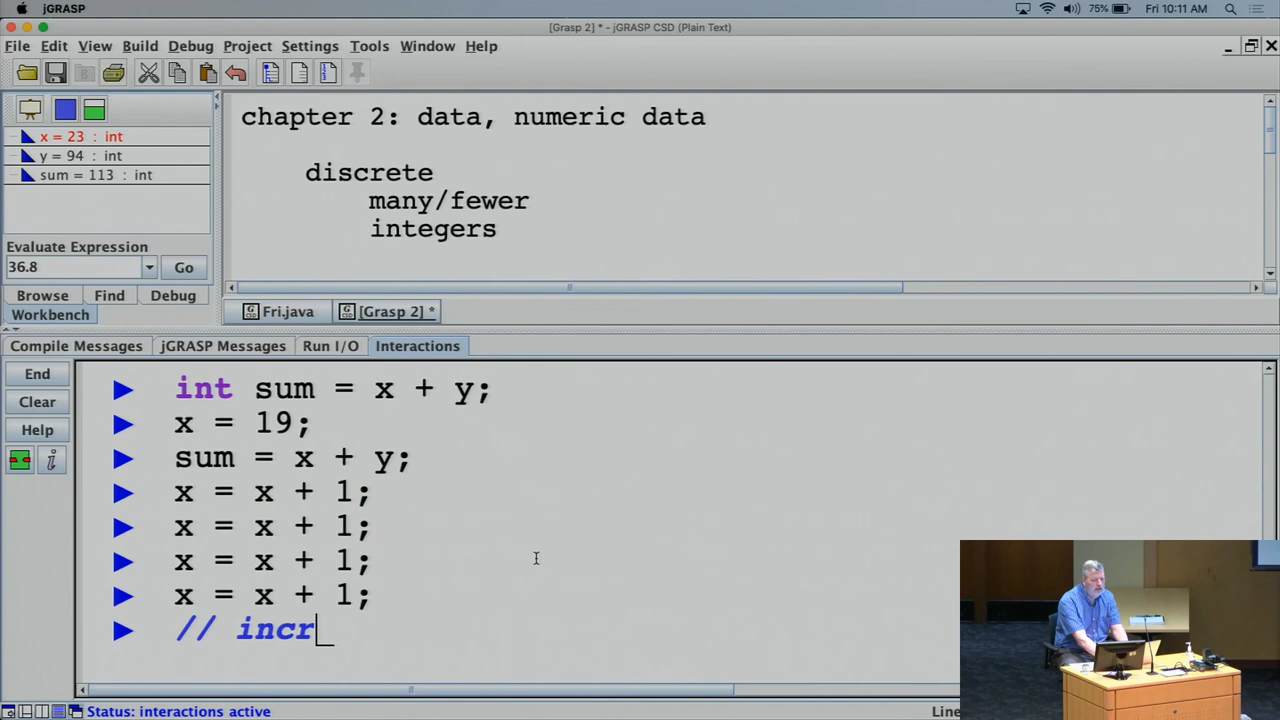 jGRASP
75%
Fri 10:11 AM
[Grasp 2] * - jGRASP CSD (Plain Text)
File Edit View Build Debug Project Settings Tools Window Help
x = 23 : int
y = 94 : int
sum = 113 : int
Evaluate Expression
36.8
Go
Browse Find Debug
Workbench
chapter 2: data, numeric data
discrete
many/fewer
integers
Fri.java
[Grasp 2] *
Compile Messages jGRASP Messages Run I/O Interactions
End
Clear
Help
int sum = x + y;
x = 19;
sum = x + y;
x = x + 1;
x = x + 1;
x = x + 1;
x = x + 1;
// incr
Status: interactions active
Line